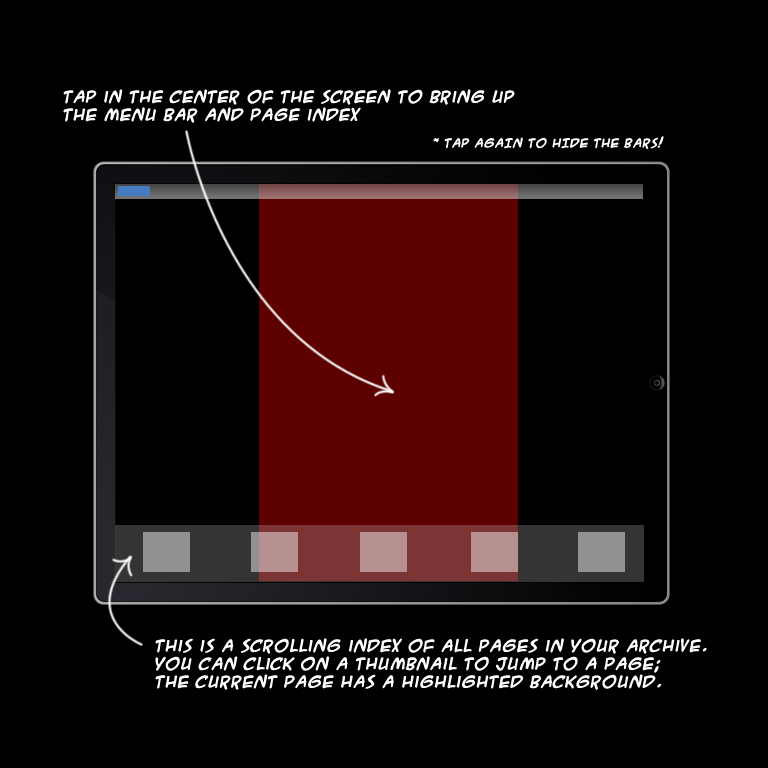 TAP IN THE CENTER OF THE SCREEN TO BRING UP
THE MENU BAR AND PAGE INDEX
* TAP AGAIN TO HIDE THE BARS!
THIS IS A SCROLLING INDEX OF ALL PAGES IN YOUR ARCHIVE.
YOU CAN CLICK ON A THUMBNAIL TO JUMP TO A PAGE;
THE CURRENT PAGE HAS A HIGHLIGHTED BACKGROUND.